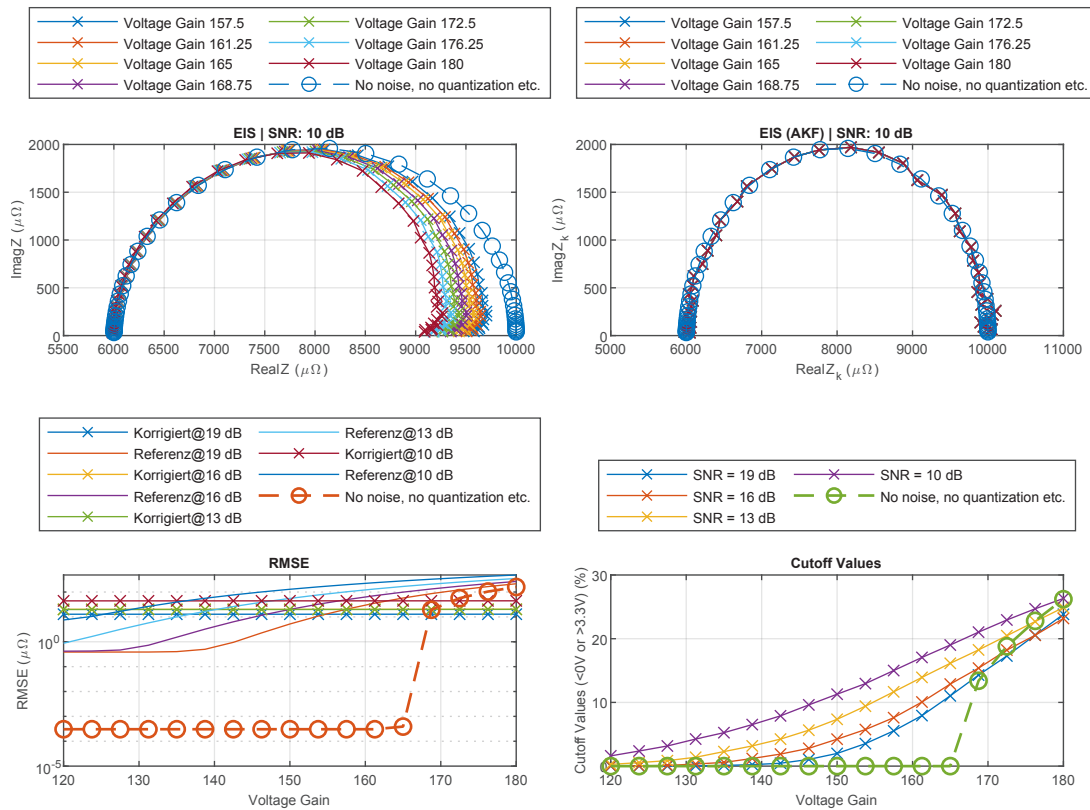 Voltage Gain 157.5
Voltage Gain 172.5
Voltage Gain 161.25
Voltage Gain 176.25
Voltage Gain 165
Voltage Gain 180
Voltage Gain 168.75
No noise, no quantization etc.
EIS | SNR: 10 dB
2000
1500
1000
500
0
ImagZ (μΩ)
5500 6000 6500 7000 7500 8000 8500 9000 9500 10000
RealZ (μΩ)
Voltage Gain 157.5
Voltage Gain 172.5
Voltage Gain 161.25
Voltage Gain 176.25
Voltage Gain 165
Voltage Gain 180
Voltage Gain 168.75
No noise, no quantization etc.
EIS (AKF) | SNR: 10 dB
2000
1500
1000
500
0
ImagZk (μΩ)
5000 6000 7000 8000 9000 10000 11000
RealZk (μΩ)
Korrigiert@19 dB
Referenz@13 dB
Referenz@19 dB
Korrigiert@10 dB
Korrigiert@16 dB
Referenz@10 dB
Referenz@16 dB
No noise, no quantization etc.
Korrigiert@13 dB
RMSE
10^0
10^-5
RMSE (μΩ)
120 130 140 150 160 170 180
Voltage Gain
SNR = 19 dB
SNR = 10 dB
SNR = 16 dB
No noise, no quantization etc.
SNR = 13 dB
Cutoff Values
30
20
10
0
Cutoff Values (<0V or >3.3V) (%)
120 130 140 150 160 170 180
Voltage Gain